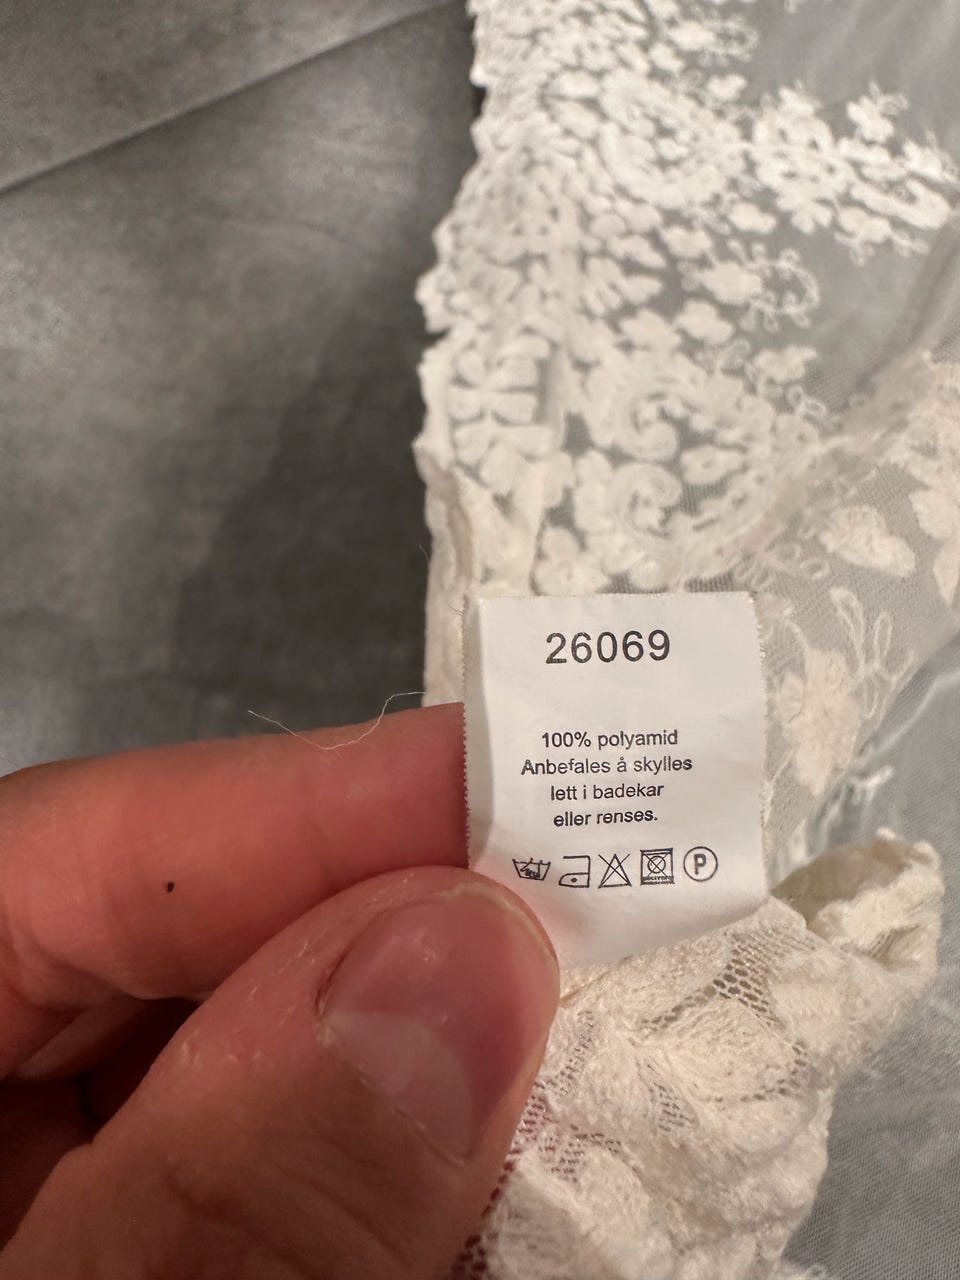 26069
100% polyamid
Anbefales å skylles
lett i badekar
eller renses.
P